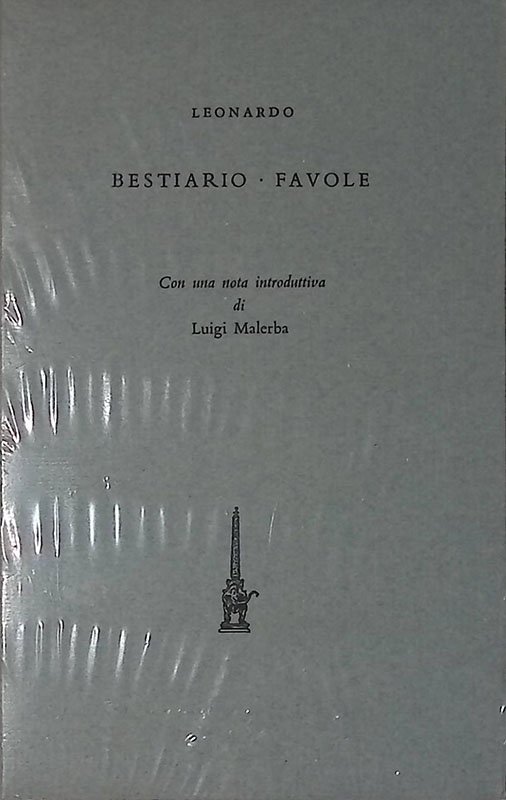 LEONARDO
BESTIARIO · FAVOLE
Con una nota introduttiva
di
Luigi Malerba